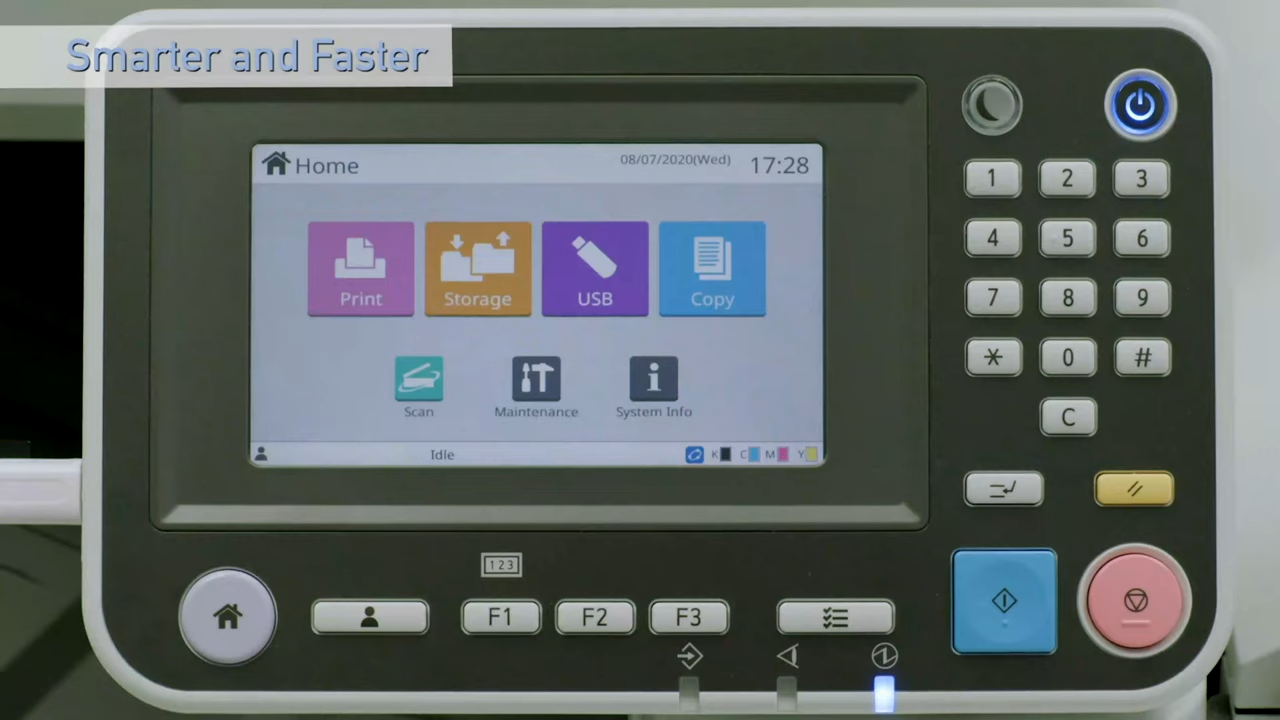 Smarter and Faster
Home 08/07/2020(Wed) 17:28
Print Storage USB Copy
Scan Maintenance System Info
Idle K C M Y
1 2 3
4 5 6
7 8 9
* 0 #
C
123
F1 F2 F3